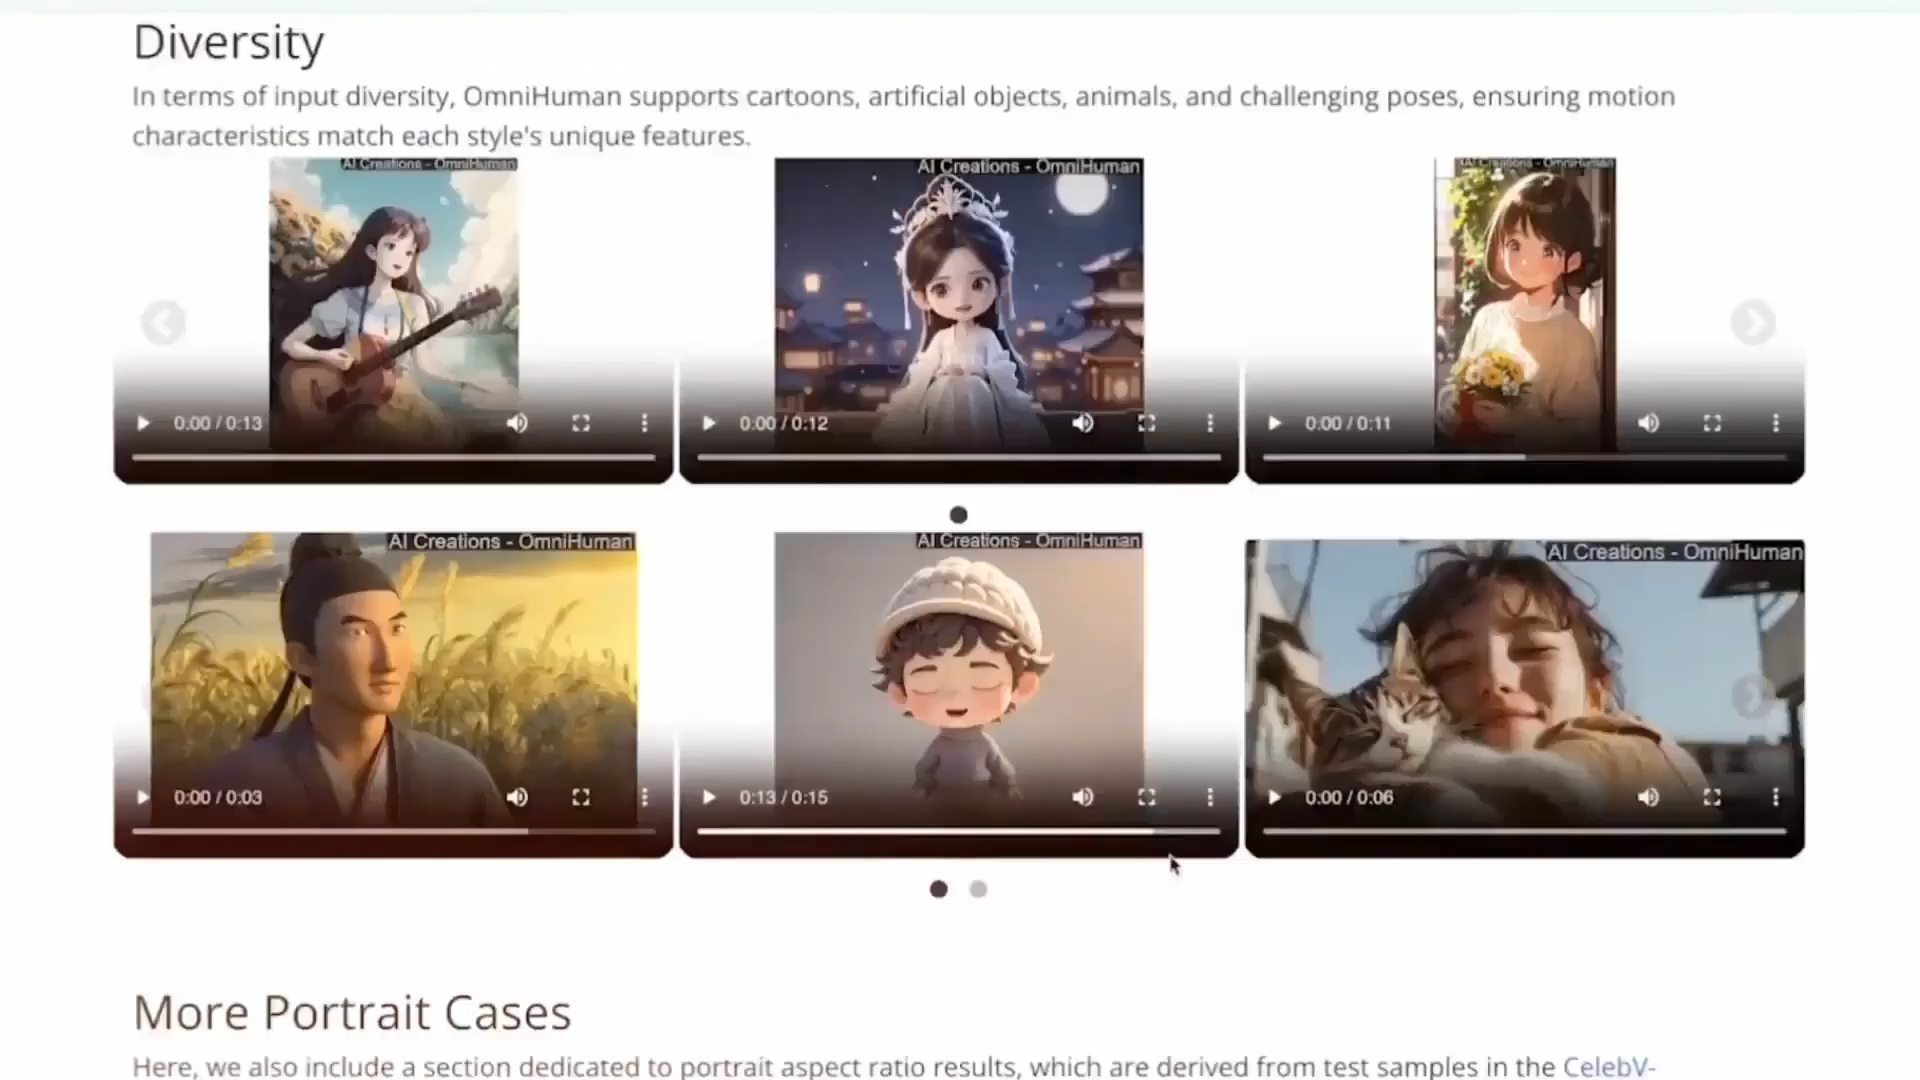 Diversity
In terms of input diversity, OmniHuman supports cartoons, artificial objects, animals, and challenging poses, ensuring motion
characteristics match each style's unique features.
AI Creations - OmniHuman
AI Creations - OmniHuman
AI Creations - OmniHuman
0:00 / 0:13
0:00 / 0:12
0:00 / 0:11
AI Creations - OmniHuman
AI Creations - OmniHuman
AI Creations - OmniHuman
0:00 / 0:03
0:13 / 0:15
0:00 / 0:06
More Portrait Cases
Here, we also include a section dedicated to portrait aspect ratio results, which are derived from test samples in the CelebV-